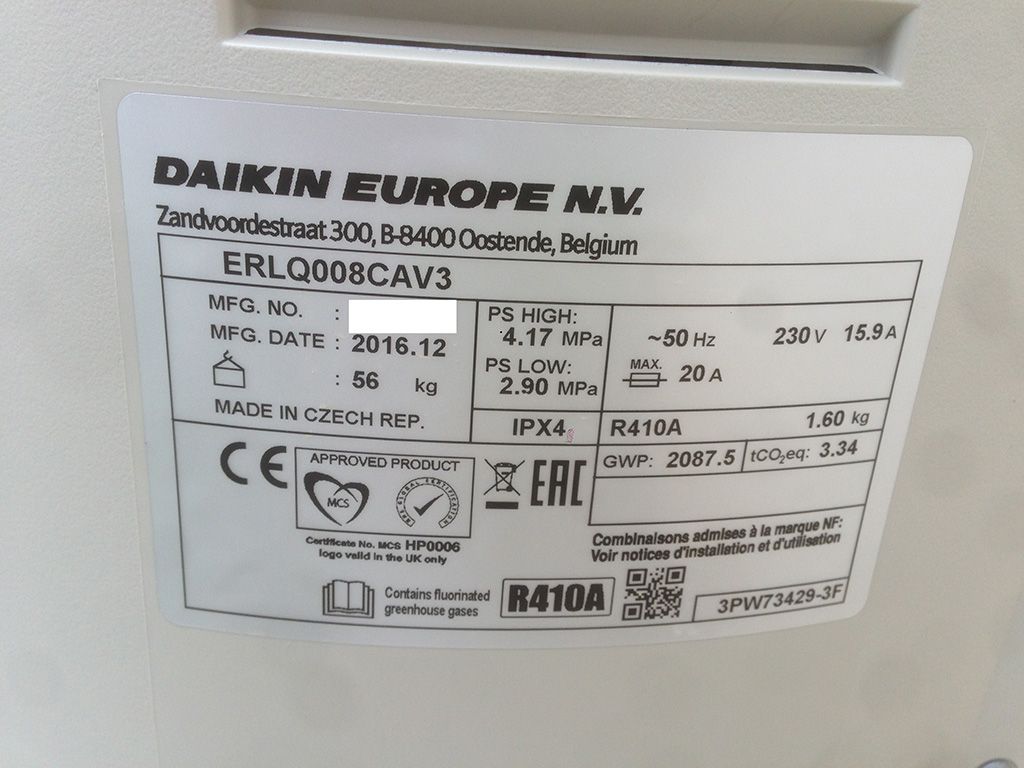 DAIKIN EUROPE N.V.
Zandvoordestraat 300, B-8400 Oostende, Belgium
ERLQ008CAV3
MFG. NO. :
MFG. DATE : 2016.12
: 56 kg
MADE IN CZECH REP.
PS HIGH:
4.17 MPa
PS LOW:
2.90 MPa
IPX4
~50 Hz 230 V 15.9 A
MAX. 20 A
R410A 1.60 kg
GWP: 2087.5 tCO₂eq: 3.34
CE
APPROVED PRODUCT
MCS
Certificate No. MCS HP0006
logo valid in the UK only
EAC
Combinaisons admises à la marque NF:
Voir notices d'installation et d'utilisation
Contains fluorinated
greenhouse gases
R410A
3PW73429-3F